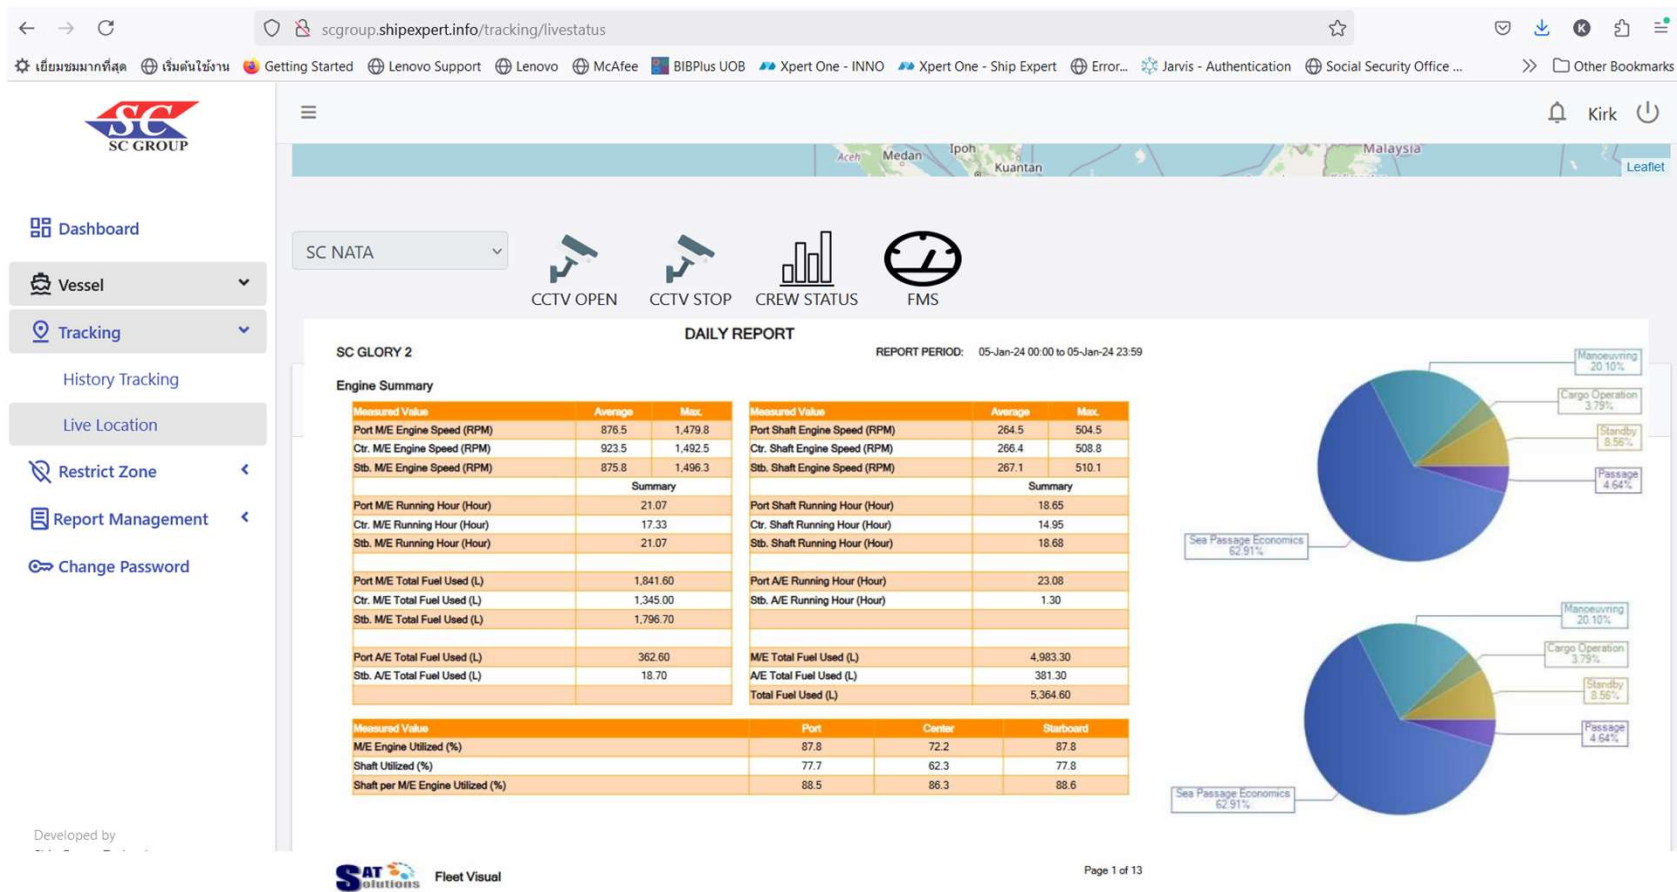 scgroup.shipexpert.info/tracking/livestatus
K
เยี่ยมชมมากที่สุด เริ่มต้นใช้งาน Getting Started Lenovo Support Lenovo McAfee BIBPlus UOB Xpert One - INNO Xpert One - Ship Expert Error... Jarvis - Authentication Social Security Office ... Other Bookmarks
SC
SC GROUP
Kirk
Aceh Medan Ipoh Kuantan Malaysia
Leaflet
Dashboard
Vessel
Tracking
History Tracking
Live Location
Restrict Zone
Report Management
Change Password
Developed by
SC NATA
CCTV OPEN CCTV STOP CREW STATUS FMS
DAILY REPORT
SC GLORY 2 REPORT PERIOD: 05-Jan-24 00:00 to 05-Jan-24 23:59
Engine Summary
Measured Value Average Max. Measured Value Average Max.
Port M/E Engine Speed (RPM) 876.5 1,479.8 Port Shaft Engine Speed (RPM) 264.5 504.5
Ctr. M/E Engine Speed (RPM) 923.5 1,492.5 Ctr. Shaft Engine Speed (RPM) 266.4 508.8
Stb. M/E Engine Speed (RPM) 875.8 1,496.3 Stb. Shaft Engine Speed (RPM) 267.1 510.1
Summary Summary
Port M/E Running Hour (Hour) 21.07 Port Shaft Running Hour (Hour) 18.65
Ctr. M/E Running Hour (Hour) 17.33 Ctr. Shaft Running Hour (Hour) 14.95
Stb. M/E Running Hour (Hour) 21.07 Stb. Shaft Running Hour (Hour) 18.68
Port M/E Total Fuel Used (L) 1,841.60 Port A/E Running Hour (Hour) 23.08
Ctr. M/E Total Fuel Used (L) 1,345.00 Stb. A/E Running Hour (Hour) 1.30
Stb. M/E Total Fuel Used (L) 1,796.70
Port A/E Total Fuel Used (L) 362.60 M/E Total Fuel Used (L) 4,983.30
Stb. A/E Total Fuel Used (L) 18.70 A/E Total Fuel Used (L) 381.30
Total Fuel Used (L) 5,364.60
Measured Value Port Center Starboard
M/E Engine Utilized (%) 87.8 72.2 87.8
Shaft Utilized (%) 77.7 62.3 77.8
Shaft per M/E Engine Utilized (%) 88.5 86.3 88.6
Manoeuvring
20.10%
Cargo Operation
3.79%
Standby
8.56%
Passage
4.64%
Sea Passage Economics
62.91%
Manoeuvring
20.10%
Cargo Operation
3.79%
Standby
8.56%
Passage
4.64%
Sea Passage Economics
62.91%
SAT Solutions Fleet Visual Page 1 of 13